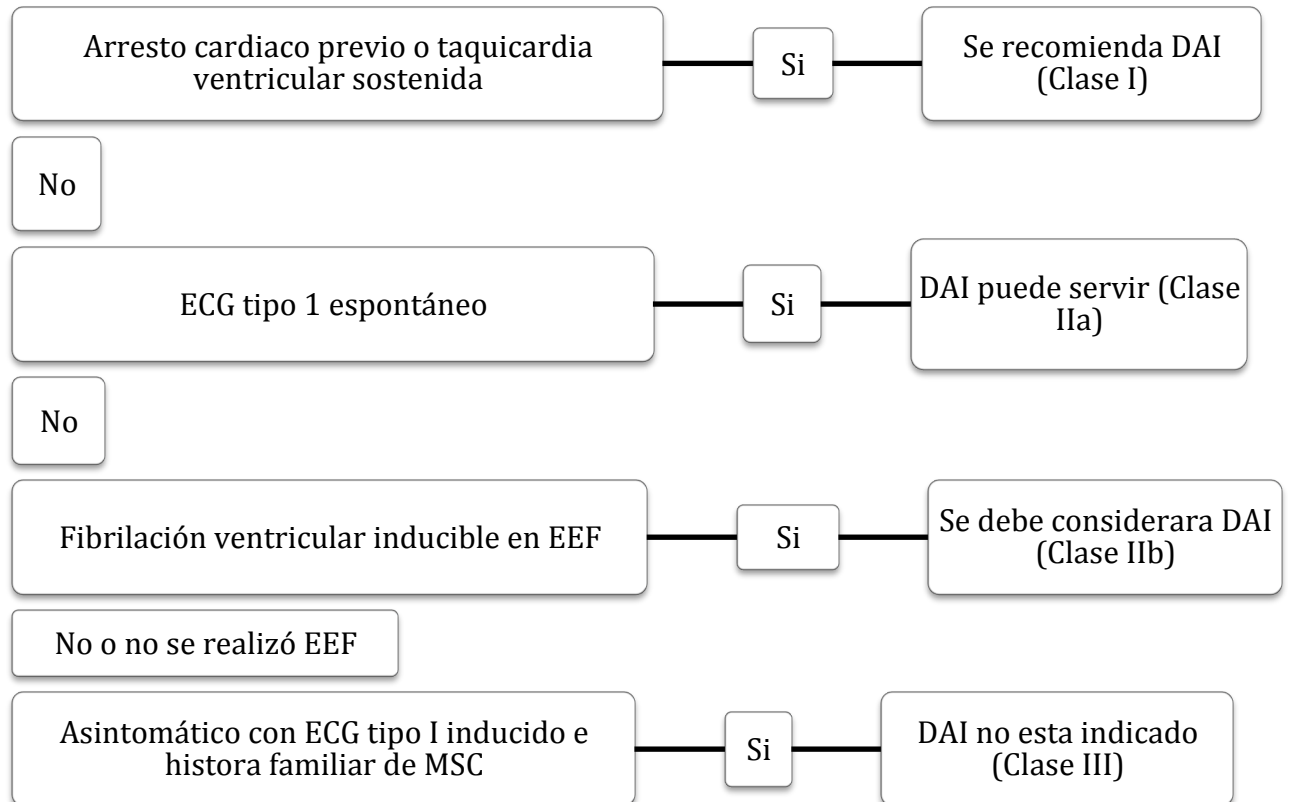 Arresto cardiaco previo o taquicardia
ventricular sostenida
Si
Se recomienda DAI
(Clase I)
No
ECG tipo 1 espontáneo
Si
DAI puede servir (Clase
IIa)
No
Fibrilación ventricular inducible en EEF
Si
Se debe considerara DAI
(Clase IIb)
No o no se realizó EEF
Asintomático con ECG tipo I inducido e
histora familiar de MSC
Si
DAI no esta indicado
(Clase III)